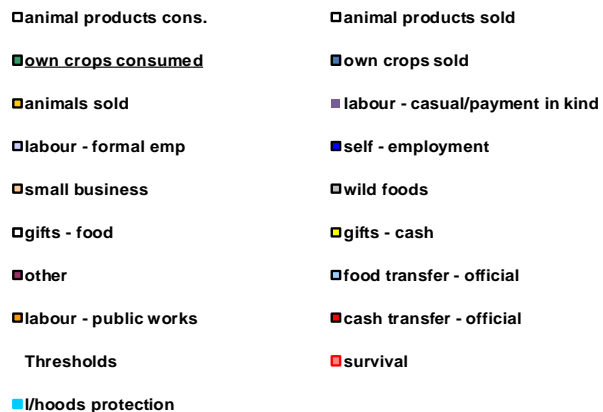 animal products cons.
animal products sold
own crops consumed
own crops sold
animals sold
labour - casual/payment in kind
labour - formal emp
self - employment
small business
wild foods
gifts - food
gifts - cash
other
food transfer - official
labour - public works
cash transfer - official
Thresholds
survival
l/hoods protection